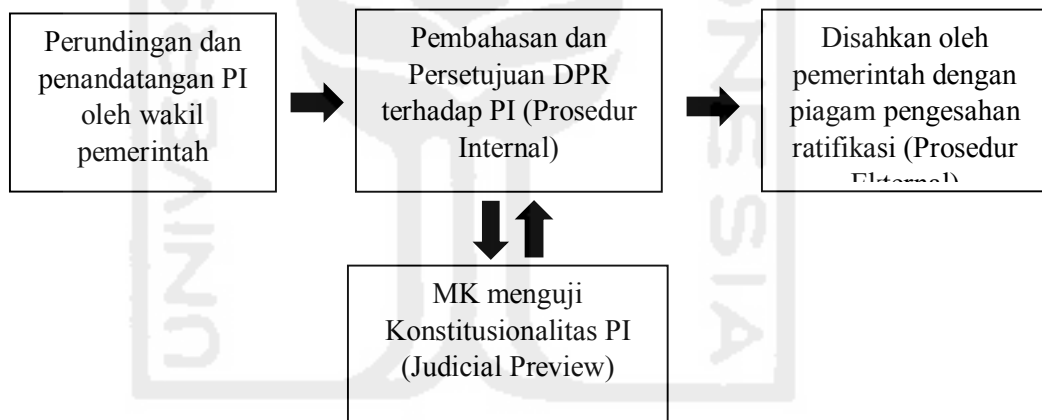 Perundingan dan
penandatangan PI
oleh wakil
pemerintah
Pembahasan dan
Persetujuan DPR
terhadap PI (Prosedur
Internal)
Disahkan oleh
pemerintah dengan
piagam pengesahan
ratifikasi (Prosedur
Ekternal)
MK menguji
Konstitusionalitas PI
(Judicial Preview)